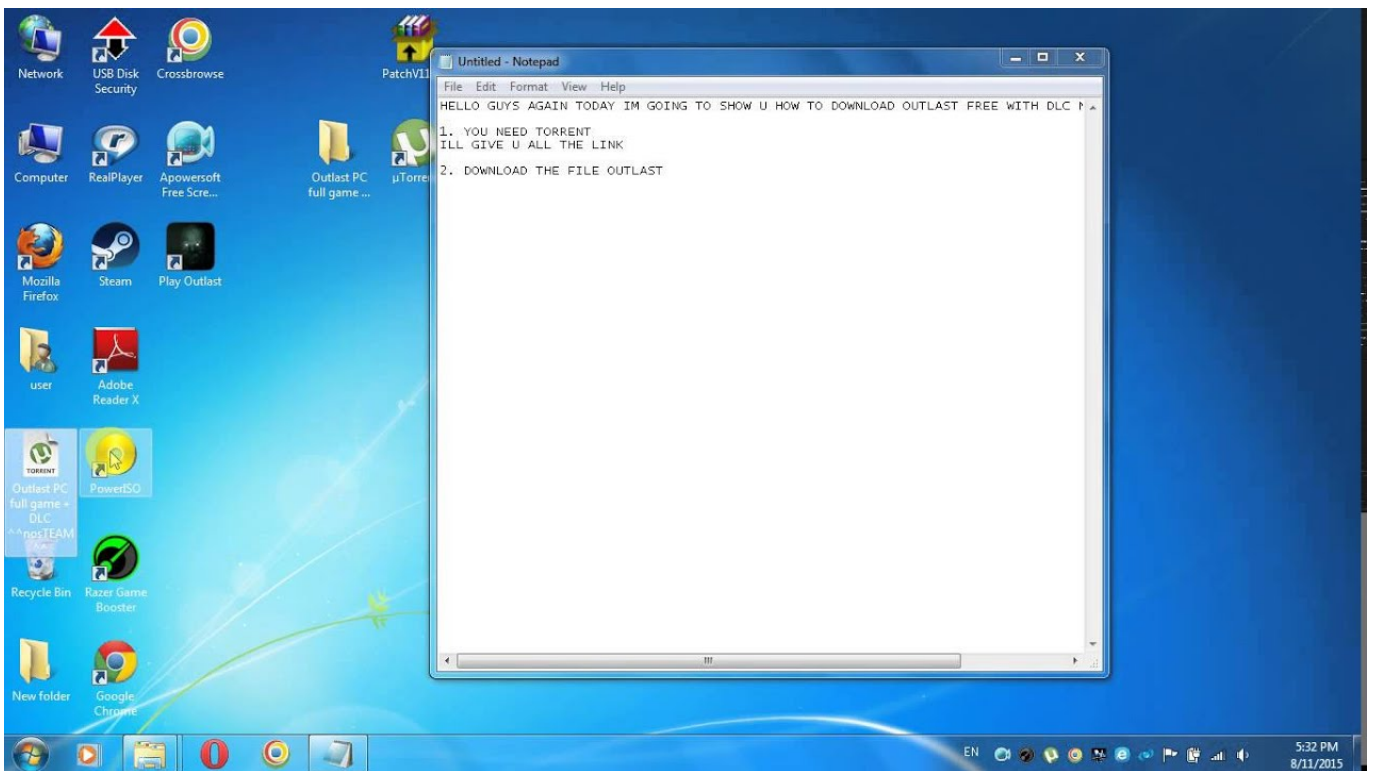 Network
USB Disk
Security
Crossbrowse
PatchV11
Computer
RealPlayer
Apowersoft
Free Scre...
Outlast PC
full game ...
µTorre
Mozilla
Firefox
Steam
Play Outlast
user
Adobe
Reader X
TORRENT
Outlast PC
full game +
DLC
^^nosTEAM
^^
PowerISO
Recycle Bin
Razer Game
Booster
New folder
Google
Chrome
Untitled - Notepad
File Edit Format View Help
HELLO GUYS AGAIN TODAY IM GOING TO SHOW U HOW TO DOWNLOAD OUTLAST FREE WITH DLC
1. YOU NEED TORRENT
ILL GIVE U ALL THE LINK
2. DOWNLOAD THE FILE OUTLAST
EN
5:32 PM
8/11/2015